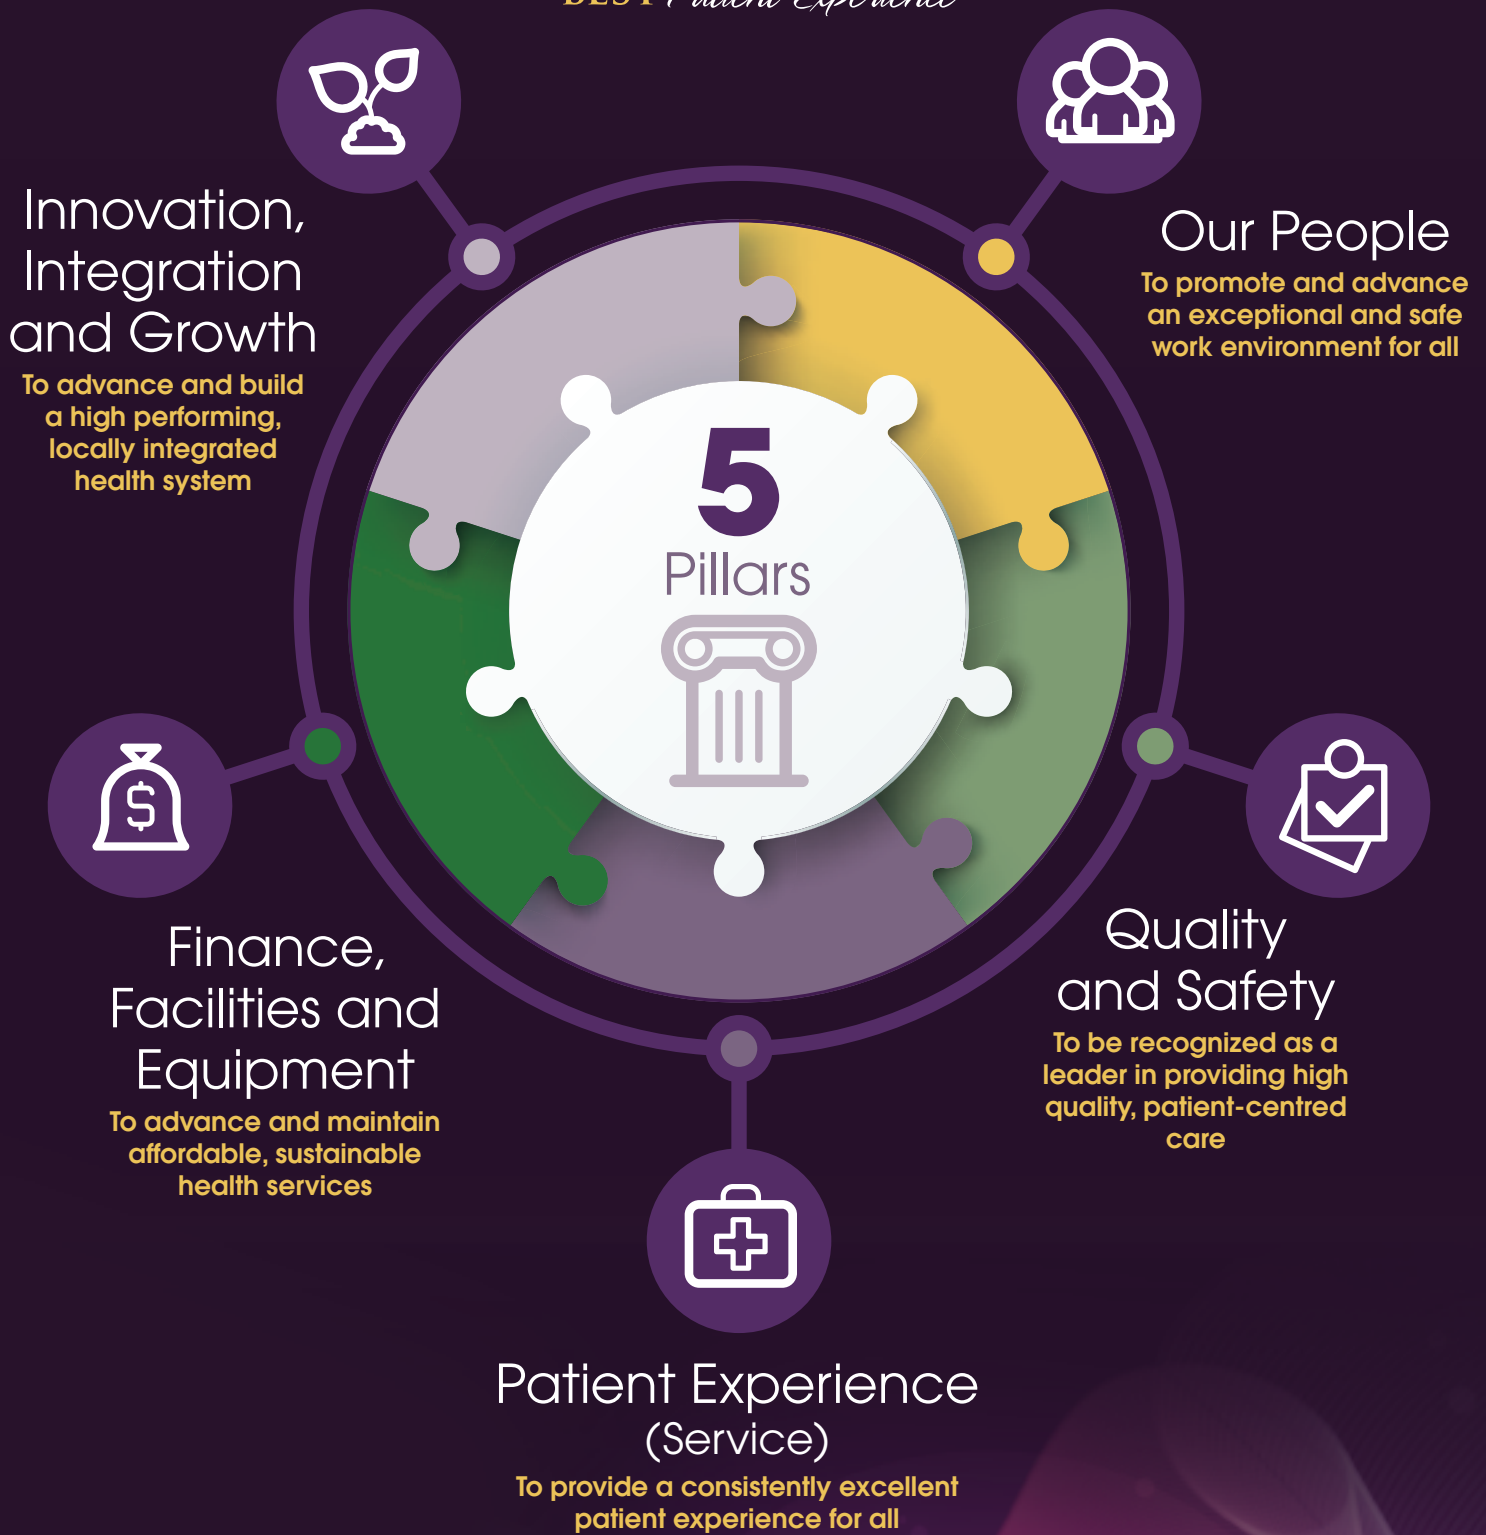 BEST Patient Experience
Innovation,
Integration
and Growth
To advance and build
a high performing,
locally integrated
health system
Our People
To promote and advance
an exceptional and safe
work environment for all
5
Pillars
$
Finance,
Facilities and
Equipment
To advance and maintain
affordable, sustainable
health services
Quality
and Safety
To be recognized as a
leader in providing high
quality, patient-centred
care
Patient Experience
(Service)
To provide a consistently excellent
patient experience for all